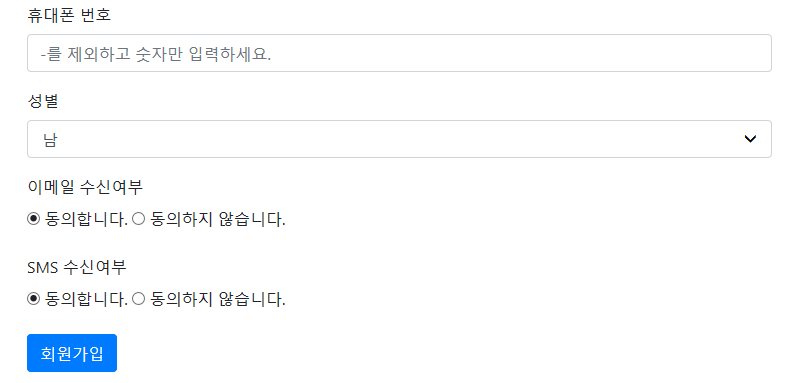 휴대폰 번호
-를 제외하고 숫자만 입력하세요.
성별
남
이메일 수신여부
동의합니다. 동의하지 않습니다.
SMS 수신여부
동의합니다. 동의하지 않습니다.
회원가입